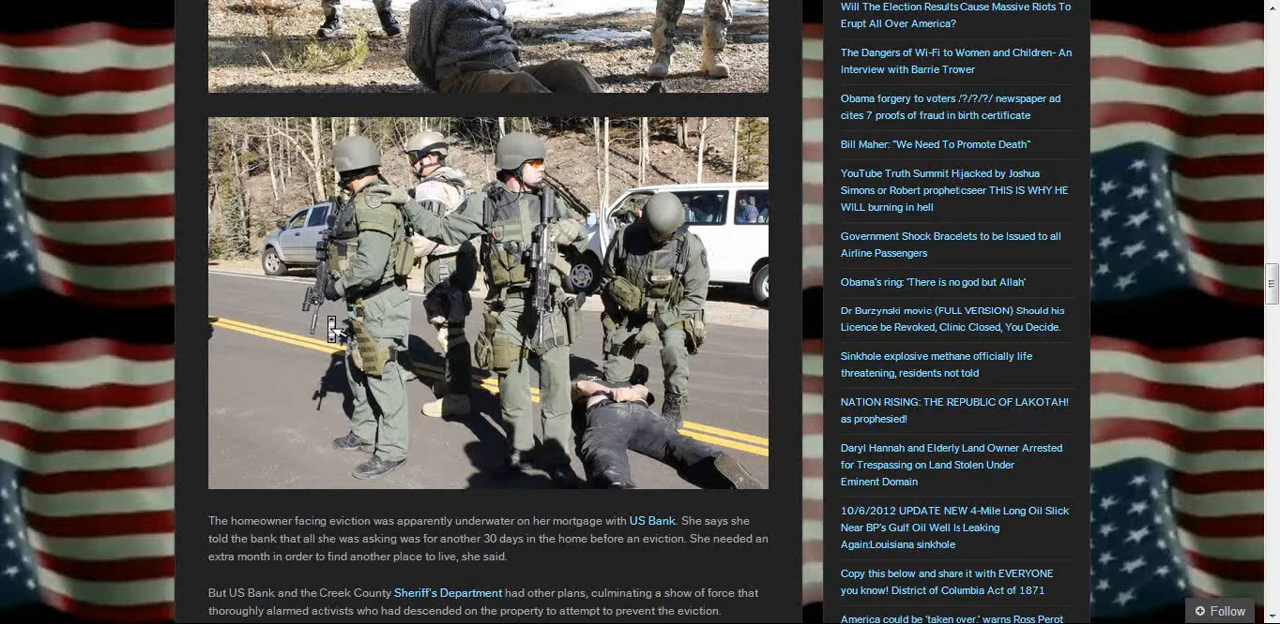 The homeowner facing eviction was apparently underwater on her mortgage with US Bank. She says she
told the bank that all she was asking was for another 30 days in the home before an eviction. She needed an
extra month in order to find another place to live, she said.
But US Bank and the Creek County Sheriff's Department had other plans, culminating a show of force that
thoroughly alarmed activists who had descended on the property to attempt to prevent the eviction.
Will The Election Results Cause Massive Riots To
Erupt All Over America?
The Dangers of Wi-Fi to Women and Children- An
Interview with Barrie Trower
Obama forgery to voters /?/?/?/ newspaper ad
cites 7 proofs of fraud in birth certificate
Bill Maher: "We Need To Promote Death"
YouTube Truth Summit Hijacked by Joshua
Simons or Robert prophetcseer THIS IS WHY HE
WILL burning in hell
Government Shock Bracelets to be Issued to all
Airline Passengers
Obama's ring: 'There is no god but Allah'
Dr Burzynski movic (FULL VERSION) Should his
Licence be Revoked, Clinic Closed, You Decide.
Sinkhole explosive methane officially life
threatening, residents not told
NATION RISING: THE REPUBLIC OF LAKOTAH!
as prophesied!
Daryl Hannah and Elderly Land Owner Arrested
for Trespassing on Land Stolen Under
Eminent Domain
10/6/2012 UPDATE NEW 4-Mile Long Oil Slick
Near BP's Gulf Oil Well Is Leaking
Again:Louisiana sinkhole
Copy this below and share it with EVERYONE
you know! District of Columbia Act of 1871
America could be 'taken over,' warns Ross Perot
Follow